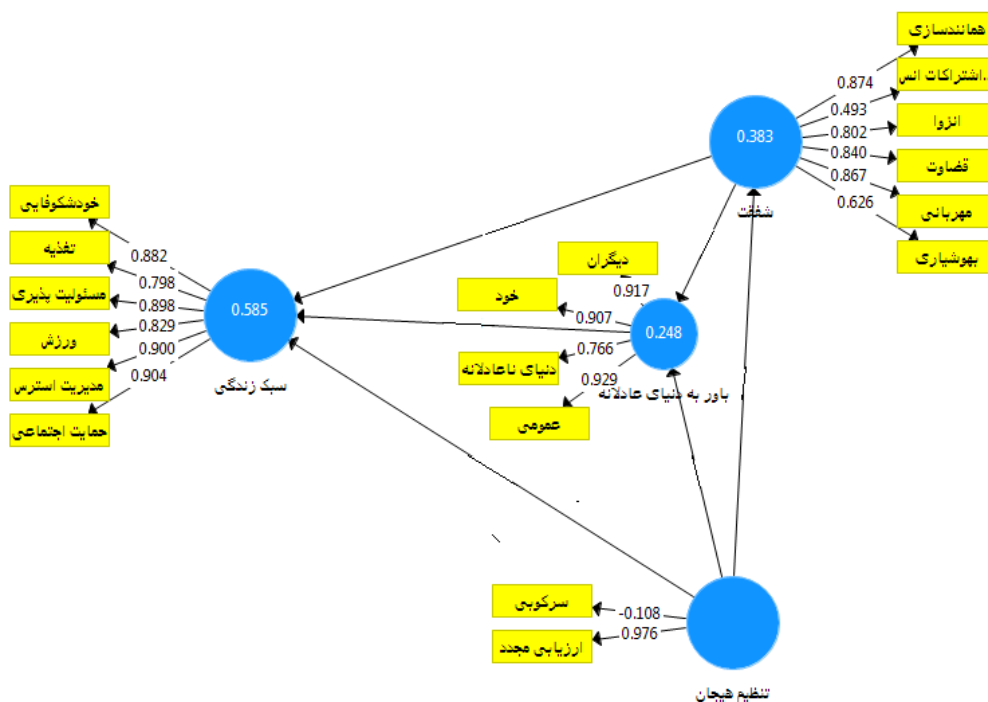 همانندسازی
0.874
اشتراکات انس..
0.493
انزوا
0.802
قضاوت
0.840
مهربانی
0.867
بهوشیاری
0.626
0.383
شفقت
خودشکوفایی
0.882
تغذیه
0.798
مسئولیت پذیری
0.898
ورزش
0.829
مدیریت استرس
0.900
حمایت اجتماعی
0.904
0.585
سبک زندگی
دیگران
0.917
خود
0.907
دنیای ناعادلانه
0.766
عمومی
0.929
0.248
باور به دنیای عادلانه
سرکوبی
-0.108
ارزیابی مجدد
0.976
تنظیم هیجان